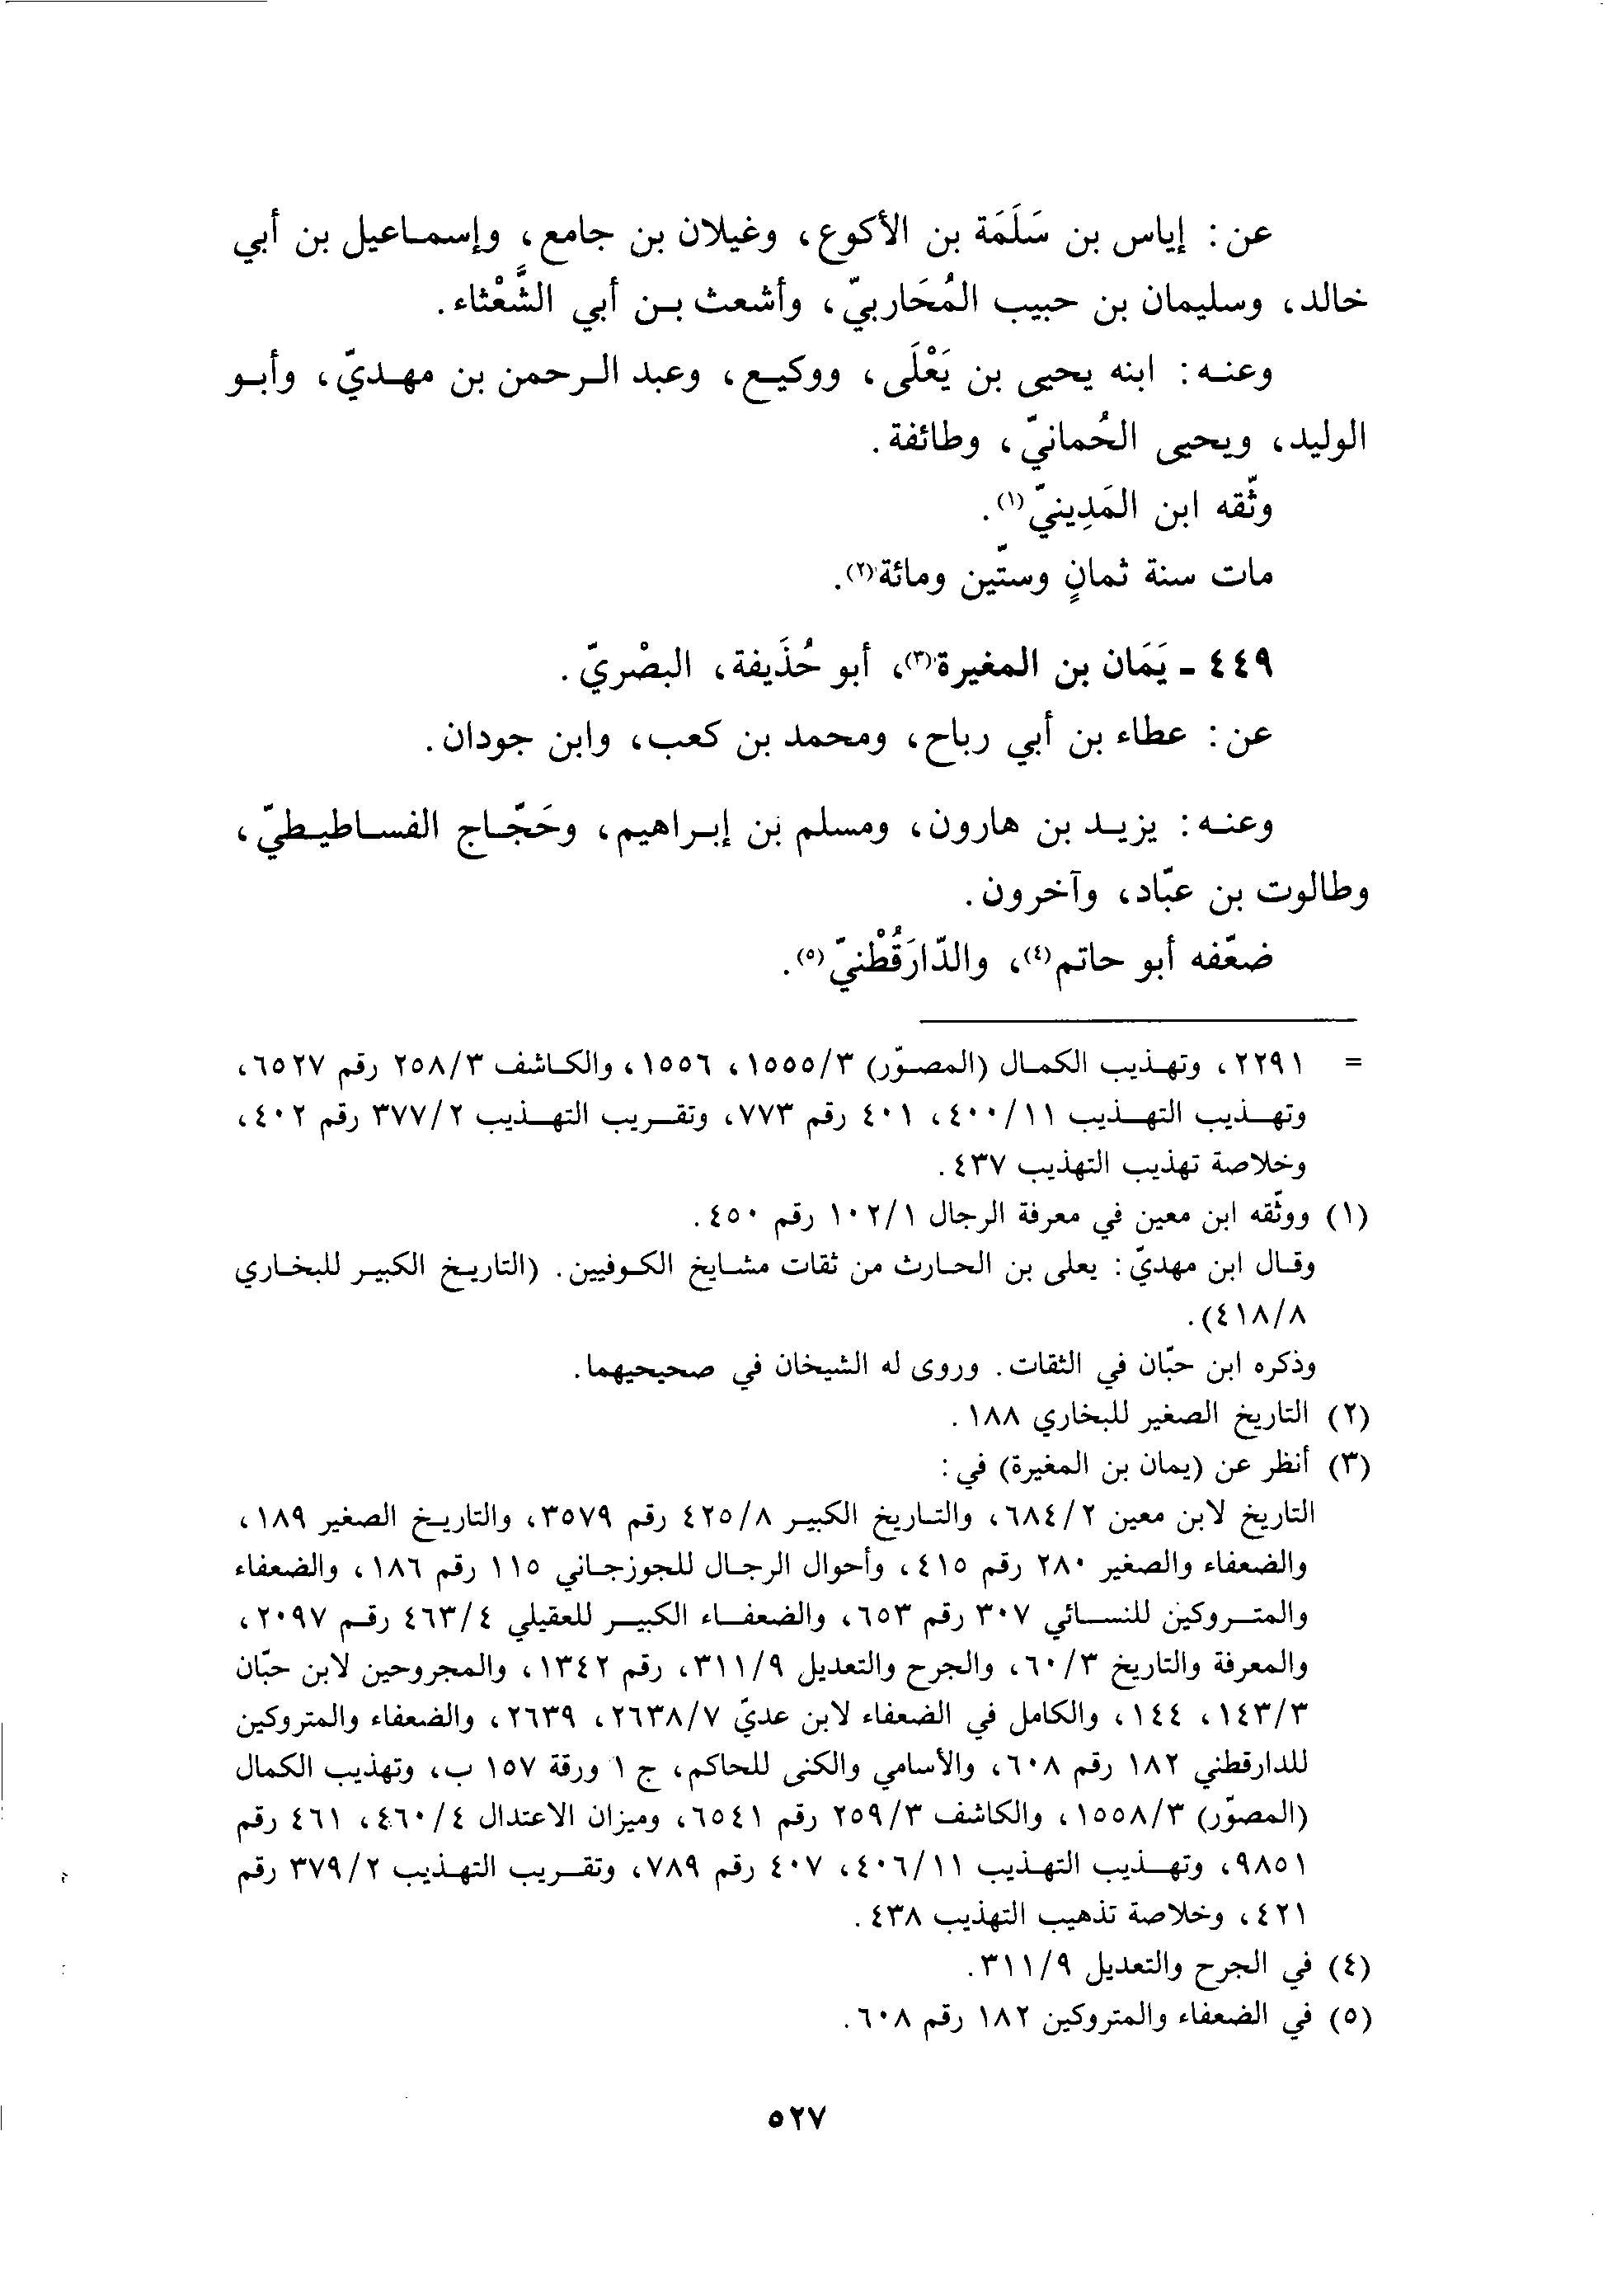 عن: إياس بن سَلَمَة بن الأكوع، وغيلان بن جامع، وإسماعيل بن أبي
خالد، وسليمان بن حبيب المُحَاربيّ، وأشعث بن أبي الشَّعْثاء.
وعنه: ابنه يحيى بن يَعْلَى، ووكيع، وعبد الرحمن بن مهديّ، وأبو
الوليد، ويحيى الحُمانيّ، وطائفة.
وثّقه ابن المَدِينيّ(١).
مات سنة ثمانٍ وستّين ومائة(٢).
٤٤٩ - يَمَان بن المغيرة(٣)، أبو حُذَيفة، البصْريّ.
عن: عطاء بن أبي رباح، ومحمد بن كعب، وابن جودان.
وعنه: يزيد بن هارون، ومسلم بن إبراهيم، وحَجّاج الفساطيطيّ،
وطالوت بن عبّاد، وآخرون.
ضعّفه أبو حاتم(٤)، والدّارَقُطْنيّ(٥).
= ٢٢٩١، وتهذيب الكمال (المصوّر) ١٥٥٥/٣، ١٥٥٦، والكاشف ٢٥٨/٣ رقم ٦٥٢٧،
وتهذيب التهذيب ٤٠٠/١١، ٤٠١ رقم ٧٧٣، وتقريب التهذيب ٣٧٧/٢ رقم ٤٠٢،
وخلاصة تهذيب التهذيب ٤٣٧.
(١) ووثّقه ابن معين في معرفة الرجال ١٠٢/١ رقم ٤٥٠.
وقال ابن مهديّ: يعلى بن الحارث من ثقات مشايخ الكوفيين. (التاريخ الكبير للبخاري
٤١٨/٨).
وذكره ابن حبّان في الثقات. وروى له الشيخان في صحيحيهما.
(٢) التاريخ الصغير للبخاري ١٨٨.
(٣) أنظر عن (يمان بن المغيرة) في:
التاريخ لابن معين ٦٨٤/٢، والتاريخ الكبير ٤٢٥/٨ رقم ٣٥٧٩، والتاريخ الصغير ١٨٩،
والضعفاء والصغير ٢٨٠ رقم ٤١٥، وأحوال الرجال للجوزجاني ١١٥ رقم ١٨٦، والضعفاء
والمتروكين للنسائي ٣٠٧ رقم ٦٥٣، والضعفاء الكبير للعقيلي ٤٦٣/٤ رقم ٢٠٩٧،
والمعرفة والتاريخ ٦٠/٣، والجرح والتعديل ٣١١/٩، رقم ١٣٤٢، والمجروحين لابن حبّان
١٤٣/٣، ١٤٤، والكامل في الضعفاء لابن عديّ ٢٦٣٨/٧، ٢٦٣٩، والضعفاء والمتروكين
للدارقطني ١٨٢ رقم ٦٠٨، والأسامي والكنى للحاكم، ج ١ ورقة ١٥٧ ب، وتهذيب الكمال
(المصوّر) ١٥٥٨/٣، والكاشف ٢٥٩/٣ رقم ٦٥٤١، وميزان الاعتدال ٤٦٠/٤، ٤٦١ رقم
٩٨٥١، وتهذيب التهذيب ٤٠٦/١١، ٤٠٧ رقم ٧٨٩، وتقريب التهذيب ٣٧٩/٢ رقم
٤٢١، وخلاصة تذهيب التهذيب ٤٣٨.
(٤) في الجرح والتعديل ٣١١/٩.
(٥) في الضعفاء والمتروكين ١٨٢ رقم ٦٠٨.
٥٢٧